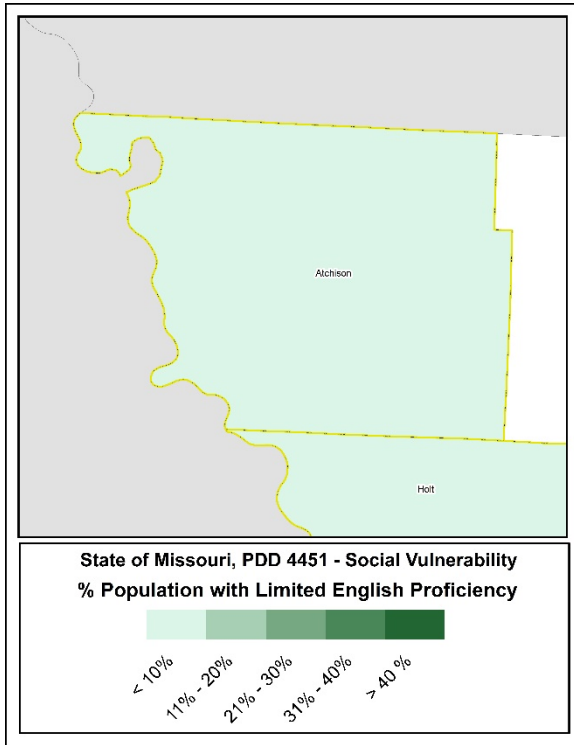 Atchison
Holt
State of Missouri, PDD 4451 - Social Vulnerability
% Population with Limited English Proficiency
< 10%
11% - 20%
21% - 30%
31% - 40%
> 40 %